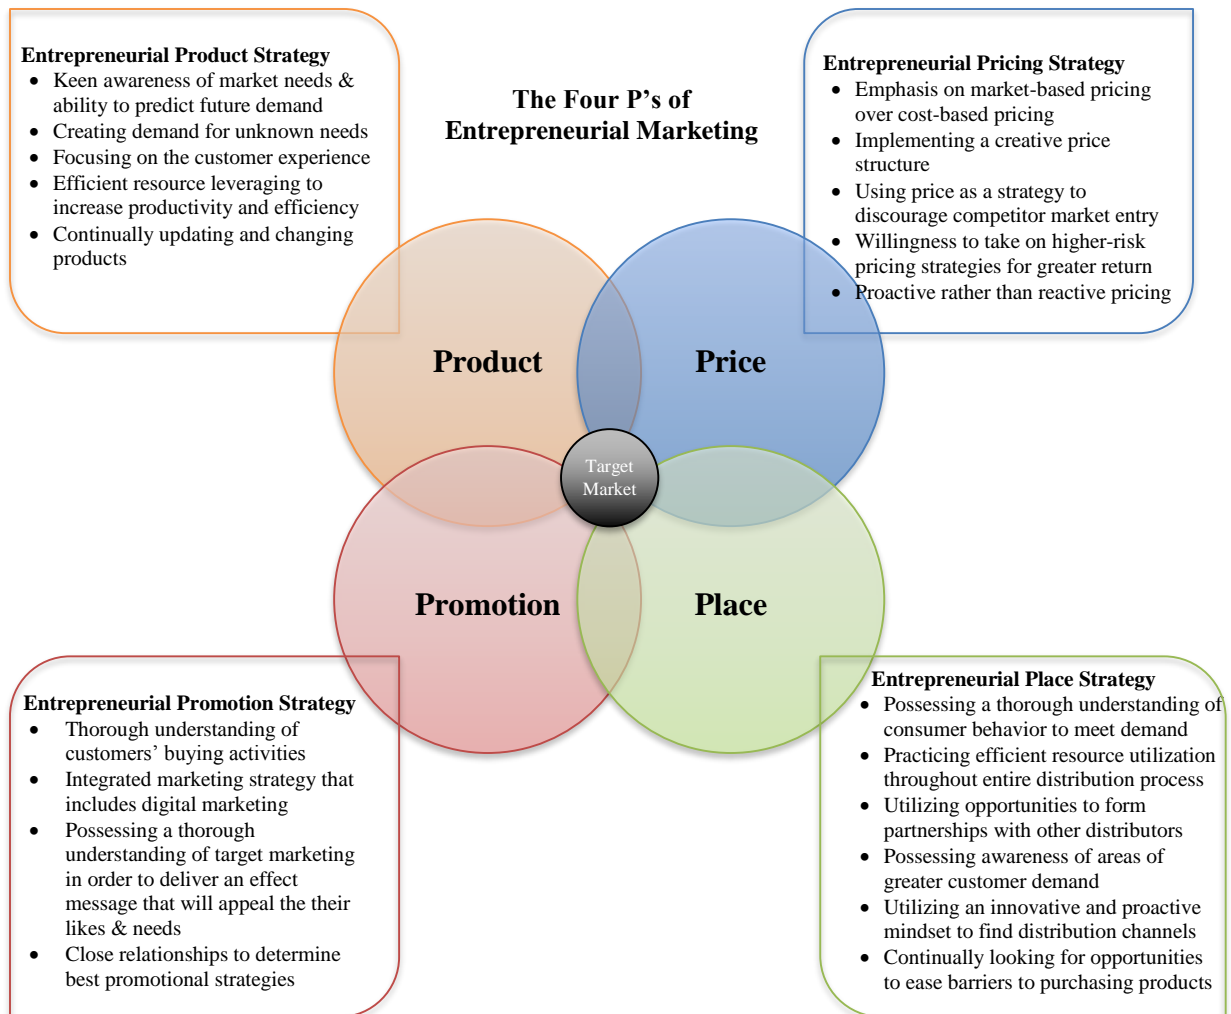 Entrepreneurial Product Strategy
• Keen awareness of market needs &
ability to predict future demand
• Creating demand for unknown needs
• Focusing on the customer experience
• Efficient resource leveraging to
increase productivity and efficiency
• Continually updating and changing
products
The Four P's of
Entrepreneurial Marketing
Entrepreneurial Pricing Strategy
• Emphasis on market-based pricing
over cost-based pricing
• Implementing a creative price
structure
• Using price as a strategy to
discourage competitor market entry
• Willingness to take on higher-risk
pricing strategies for greater return
• Proactive rather than reactive pricing
Product
Price
Target
Market
Promotion
Place
Entrepreneurial Promotion Strategy
• Thorough understanding of
customers' buying activities
• Integrated marketing strategy that
includes digital marketing
• Possessing a thorough
understanding of target marketing
in order to deliver an effect
message that will appeal the their
likes & needs
• Close relationships to determine
best promotional strategies
Entrepreneurial Place Strategy
• Possessing a thorough understanding of
consumer behavior to meet demand
• Practicing efficient resource utilization
throughout entire distribution process
• Utilizing opportunities to form
partnerships with other distributors
• Possessing awareness of areas of
greater customer demand
• Utilizing an innovative and proactive
mindset to find distribution channels
• Continually looking for opportunities
to ease barriers to purchasing products